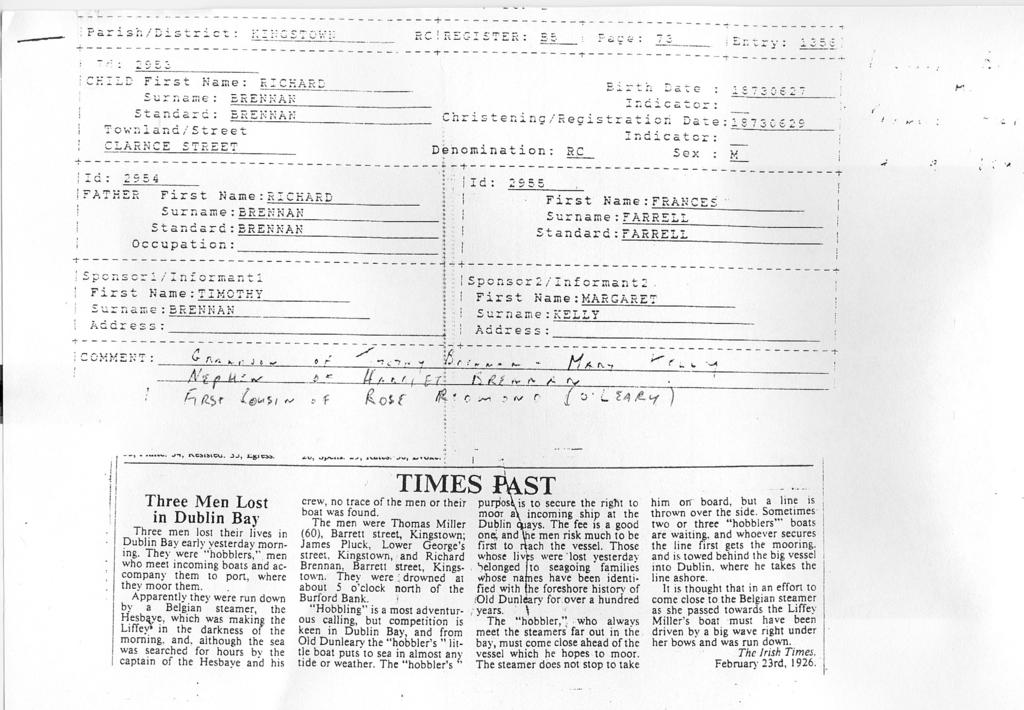 Parish/District: KINGSTOWN RC REGISTER: B5 Page: 73 Entry: 1356
Id: 2953
CHILD First Name: RICHARD Birth Date : 18730627
Surname: BRENNAN Indicator:
Standard: BRENNAN Christening/Registration Date: 18730629
Townland/Street Indicator:
CLARNCE STREET Denomination: RC Sex : M
Id: 2954
FATHER First Name: RICHARD
Surname: BRENNAN
Standard: BRENNAN
Occupation:
Id: 2955
First Name: FRANCES
Surname: FARRELL
Standard: FARRELL
Sponsor1/Informant1
First Name: TIMOTHY
Surname: BRENNAN
Address:
Sponsor2/Informant2
First Name: MARGARET
Surname: KELLY
Address:
COMMENT: GRANDSON OF TIMOTHY BRENNAN - MARY KELLY
NEPHEW OF HARRIET BRENNAN
FIRST COUSIN OF ROSE REDMOND (O'LEARY)
TIMES PAST
Three Men Lost
in Dublin Bay
Three men lost their lives in
Dublin Bay early yesterday morn-
ing. They were "hobblers," men
who meet incoming boats and ac-
company them to port, where
they moor them.
Apparently they were run down
by a Belgian steamer, the
Hesbaye, which was making the
Liffey in the darkness of the
morning, and, although the sea
was searched for hours by the
captain of the Hesbaye and his
crew, no trace of the men or their
boat was found.
The men were Thomas Miller
(60), Barrett street, Kingstown;
James Pluck, Lower George's
street, Kingstown, and Richard
Brennan, Barrett street, Kings-
town. They were drowned at
about 5 o'clock north of the
Burford Bank.
"Hobbling" is a most adventur-
ous calling, but competition is
keen in Dublin Bay, and from
Old Dunleary the "hobbler's" lit-
tle boat puts to sea in almost any
tide or weather. The "hobbler's"
purpose is to secure the right to
moor an incoming ship at the
Dublin quays. The fee is a good
one, and the men risk much to be
first to reach the vessel. Those
whose lives were lost yesterday
belonged to seagoing families
whose names have been identi-
fied with the foreshore history of
Old Dunleary for over a hundred
years.
The "hobbler," who always
meet the steamers far out in the
bay, must come close ahead of the
vessel which he hopes to moor.
The steamer does not stop to take
him on board, but a line is
thrown over the side. Sometimes
two or three "hobblers'" boats
are waiting, and whoever secures
the line first gets the mooring,
and is towed behind the big vessel
into Dublin, where he takes the
line ashore.
It is thought that in an effort to
come close to the Belgian steamer
as she passed towards the Liffey
Miller's boat must have been
driven by a big wave right under
her bows and was run down.
The Irish Times,
February 23rd, 1926.